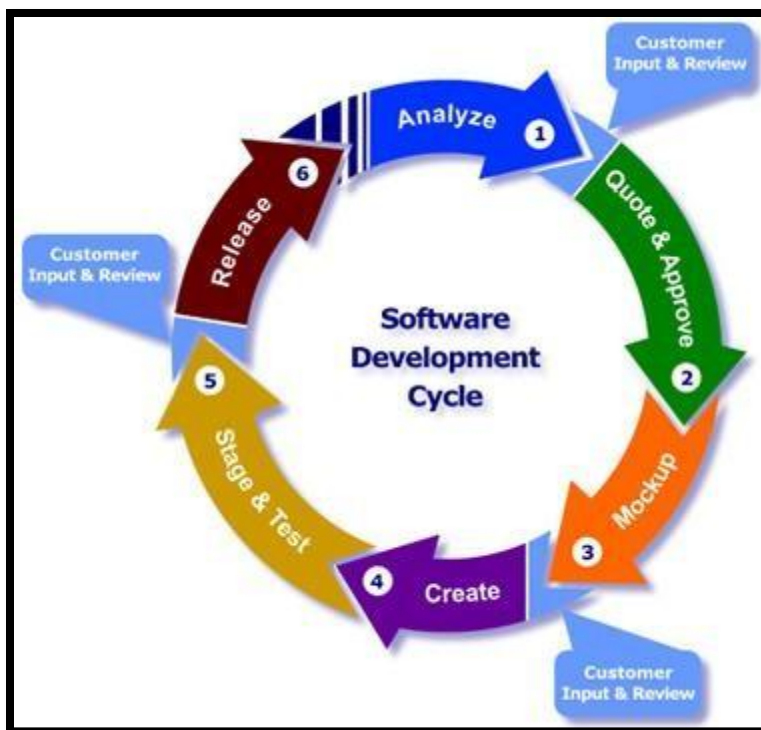 Customer
Input & Review
Analyze
1
Quote & Approve
2
Mockup
3
Customer
Input & Review
Create
4
Stage & Test
5
Customer
Input & Review
Release
6
Software
Development
Cycle